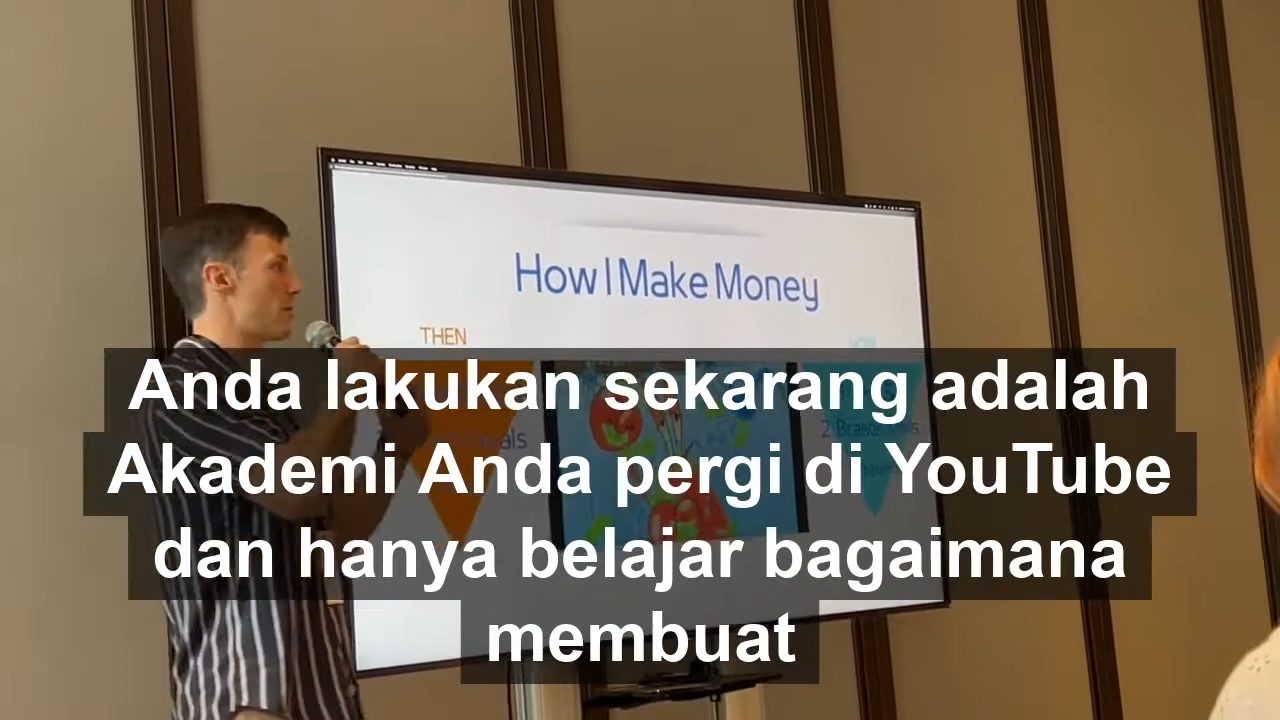 How I Make Money
THEN
Anda lakukan sekarang adalah
Akademi Anda pergi di YouTube
dan hanya belajar bagaimana
membuat